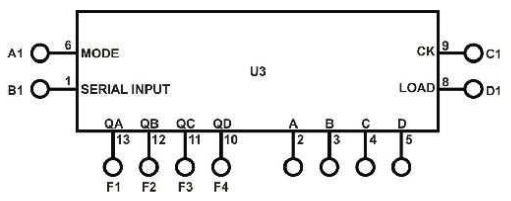 A1 6 MODE CK 9 C1
U3
B1 1 SERIAL INPUT LOAD 8 D1
QA QB QC QD A B C D
13 12 11 10 2 3 4 5
F1 F2 F3 F4